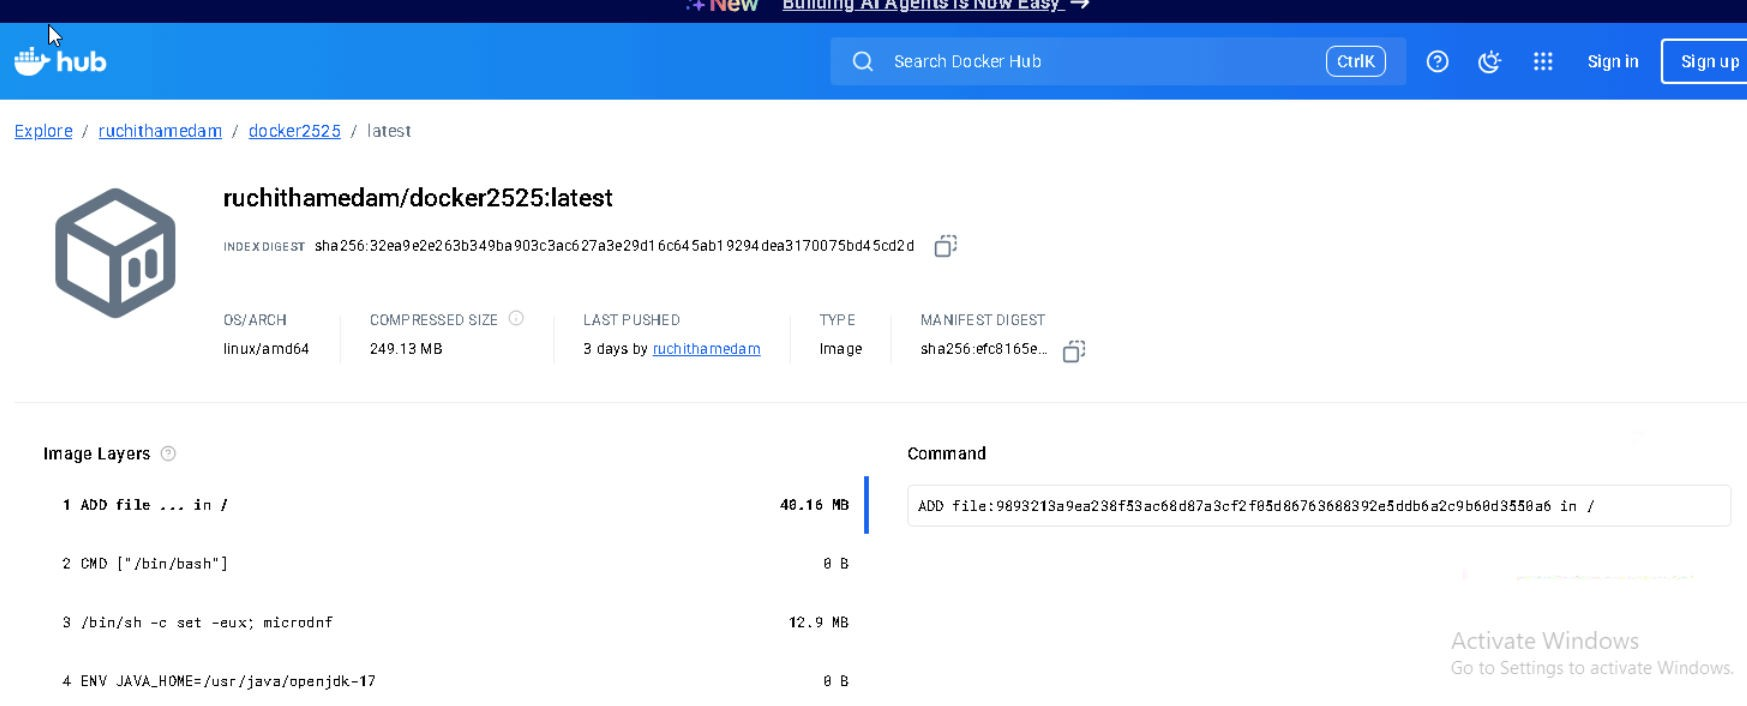 New Building AI Agents is Now Easy →
hub Search Docker Hub CtrlK Sign in Sign up
Explore / ruchithamedam / docker2525 / latest
ruchithamedam/docker2525:latest
INDEX DIGEST sha256:32ea9e2e263b349ba903c3ac627a3e29d16c645ab19294dea3170075bd45cd2d
OS/ARCH COMPRESSED SIZE LAST PUSHED TYPE MANIFEST DIGEST
linux/amd64 249.13 MB 3 days by ruchithamedam Image sha256:efc8165e...
Image Layers Command
1 ADD file ... in / 40.16 MB ADD file:9893213a9ea238f53ac68d87a3cf2f05d86763688392e5ddb6a2c9b60d3550a6 in /
2 CMD ["/bin/bash"] 0 B
3 /bin/sh -c set -eux; microdnf 12.9 MB
4 ENV JAVA_HOME=/usr/java/openjdk-17 0 B
Activate Windows
Go to Settings to activate Windows.